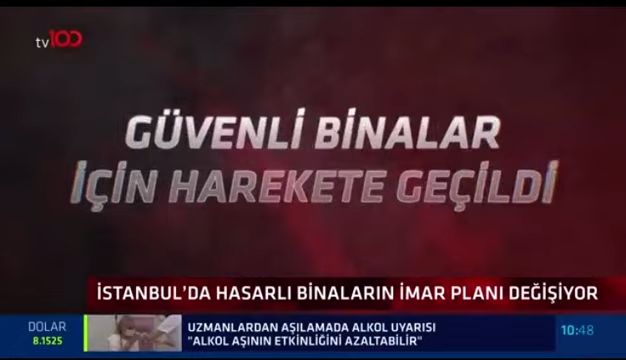 tv100
GÜVENLİ BİNALAR
İÇİN HAREKETE GEÇİLDİ
İSTANBUL'DA HASARLI BİNALARIN İMAR PLANI DEĞİŞİYOR
DOLAR
8.1525
UZMANLARDAN AŞILAMADA ALKOL UYARISI
"ALKOL AŞININ ETKİNLİĞİNİ AZALTABİLİR"
10:48